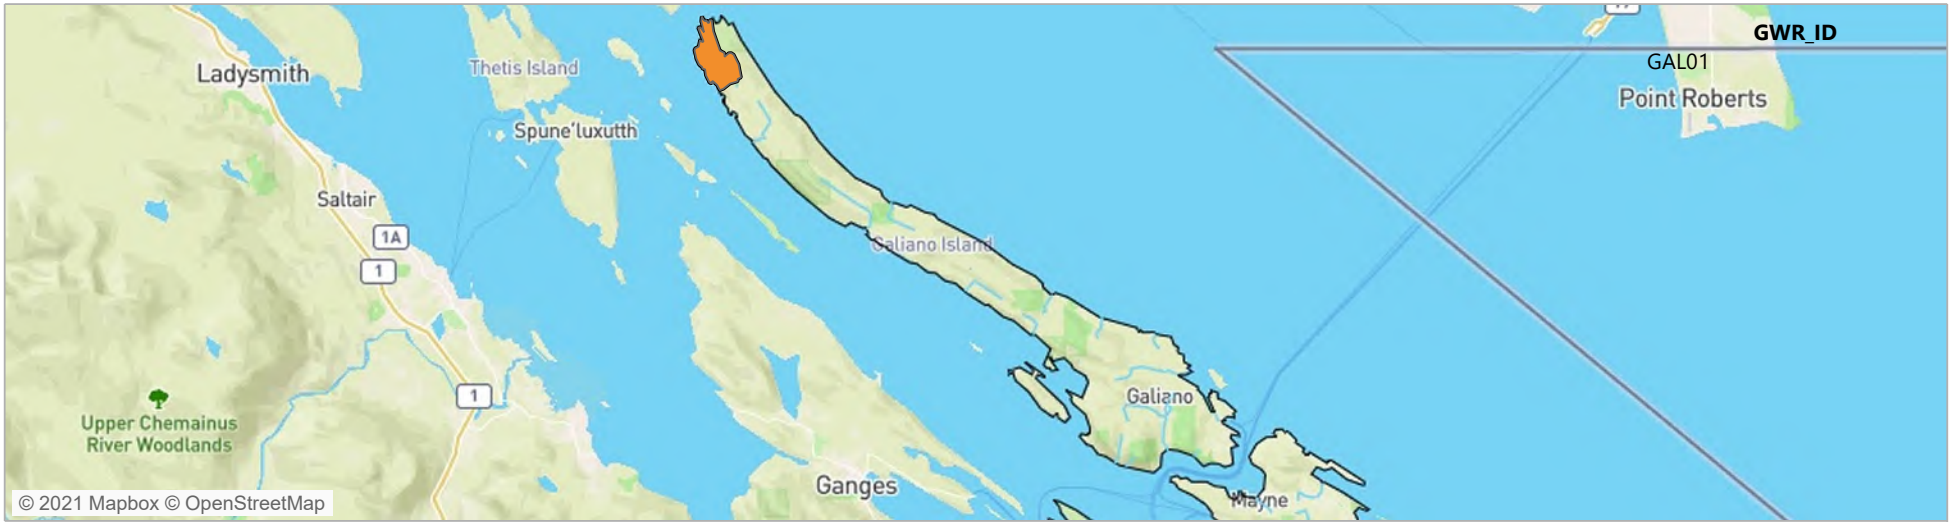 GWR_ID
GAL01
Ladysmith
Thetis Island
Point Roberts
Spune'luxutth
Saltair
1A
Galiano Island
1
1
Galiano
Upper Chemainus
River Woodlands
Ganges
Mayne
© 2021 Mapbox © OpenStreetMap